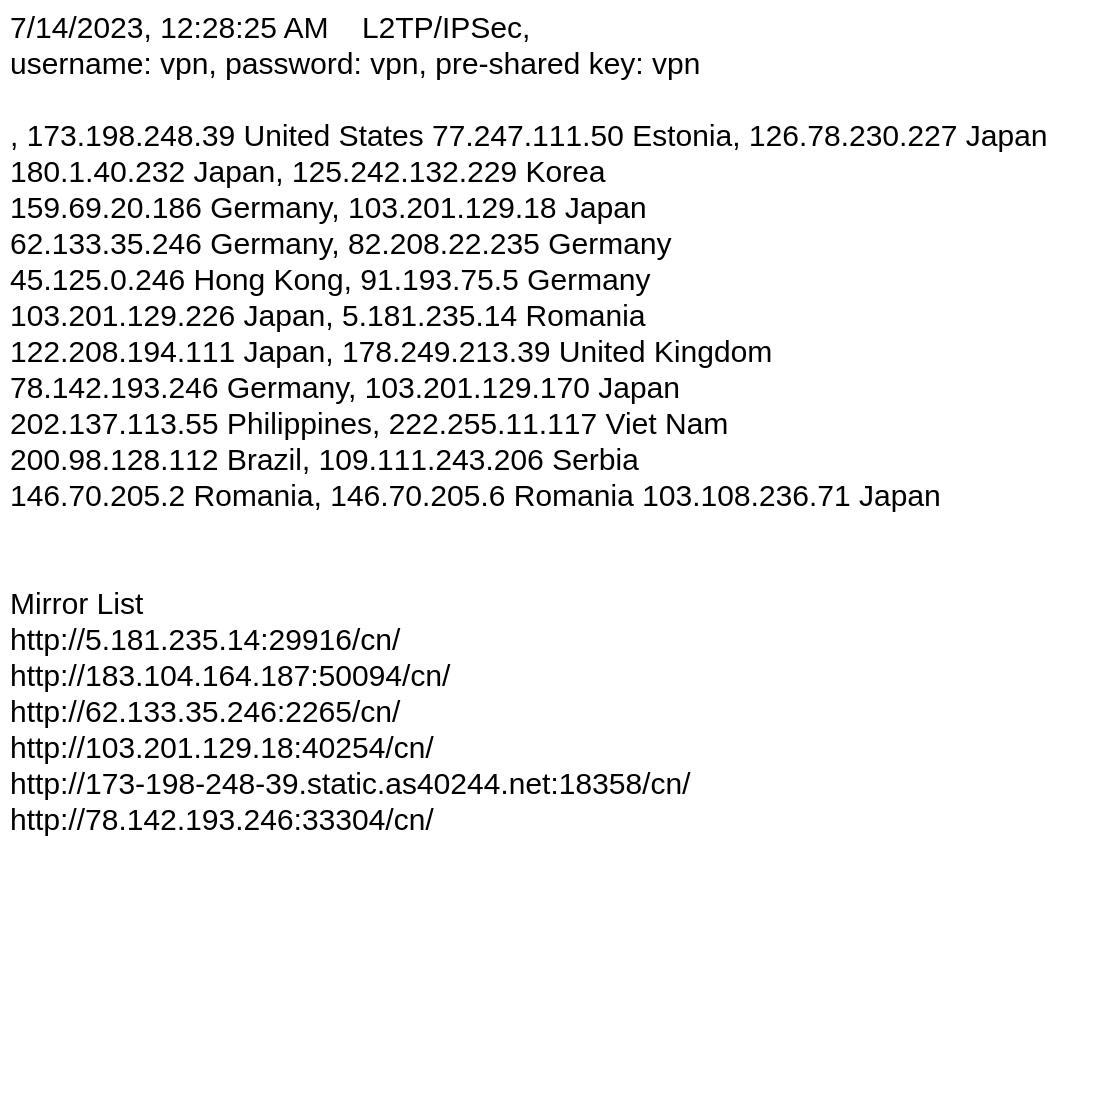 7/14/2023, 12:28:25 AM    L2TP/IPSec,
username: vpn, password: vpn, pre-shared key: vpn
, 173.198.248.39 United States 77.247.111.50 Estonia, 126.78.230.227 Japan
180.1.40.232 Japan, 125.242.132.229 Korea
159.69.20.186 Germany, 103.201.129.18 Japan
62.133.35.246 Germany, 82.208.22.235 Germany
45.125.0.246 Hong Kong, 91.193.75.5 Germany
103.201.129.226 Japan, 5.181.235.14 Romania
122.208.194.111 Japan, 178.249.213.39 United Kingdom
78.142.193.246 Germany, 103.201.129.170 Japan
202.137.113.55 Philippines, 222.255.11.117 Viet Nam
200.98.128.112 Brazil, 109.111.243.206 Serbia
146.70.205.2 Romania, 146.70.205.6 Romania 103.108.236.71 Japan
Mirror List
http://5.181.235.14:29916/cn/
http://183.104.164.187:50094/cn/
http://62.133.35.246:2265/cn/
http://103.201.129.18:40254/cn/
http://173-198-248-39.static.as40244.net:18358/cn/
http://78.142.193.246:33304/cn/